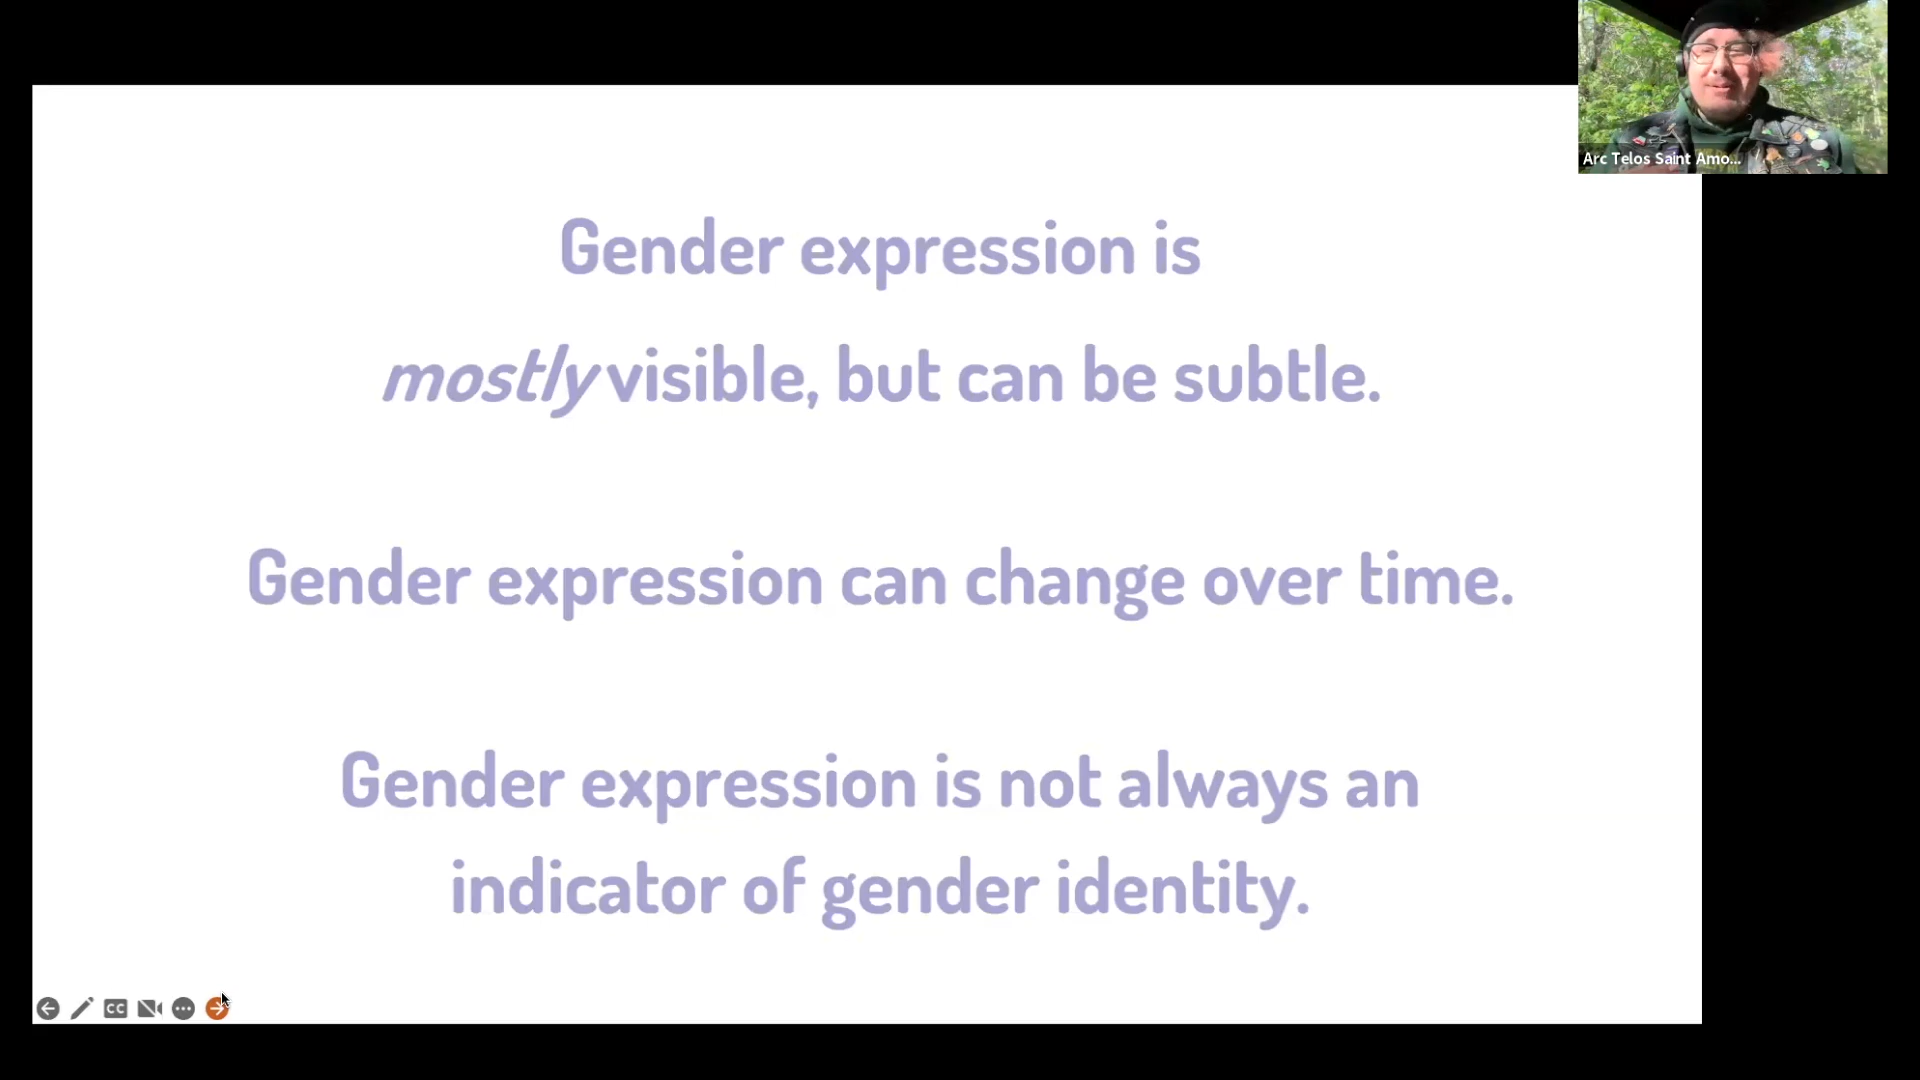 Arc Telos Saint Amo...
Gender expression is
mostly visible, but can be subtle.
Gender expression can change over time.
Gender expression is not always an
indicator of gender identity.
CC